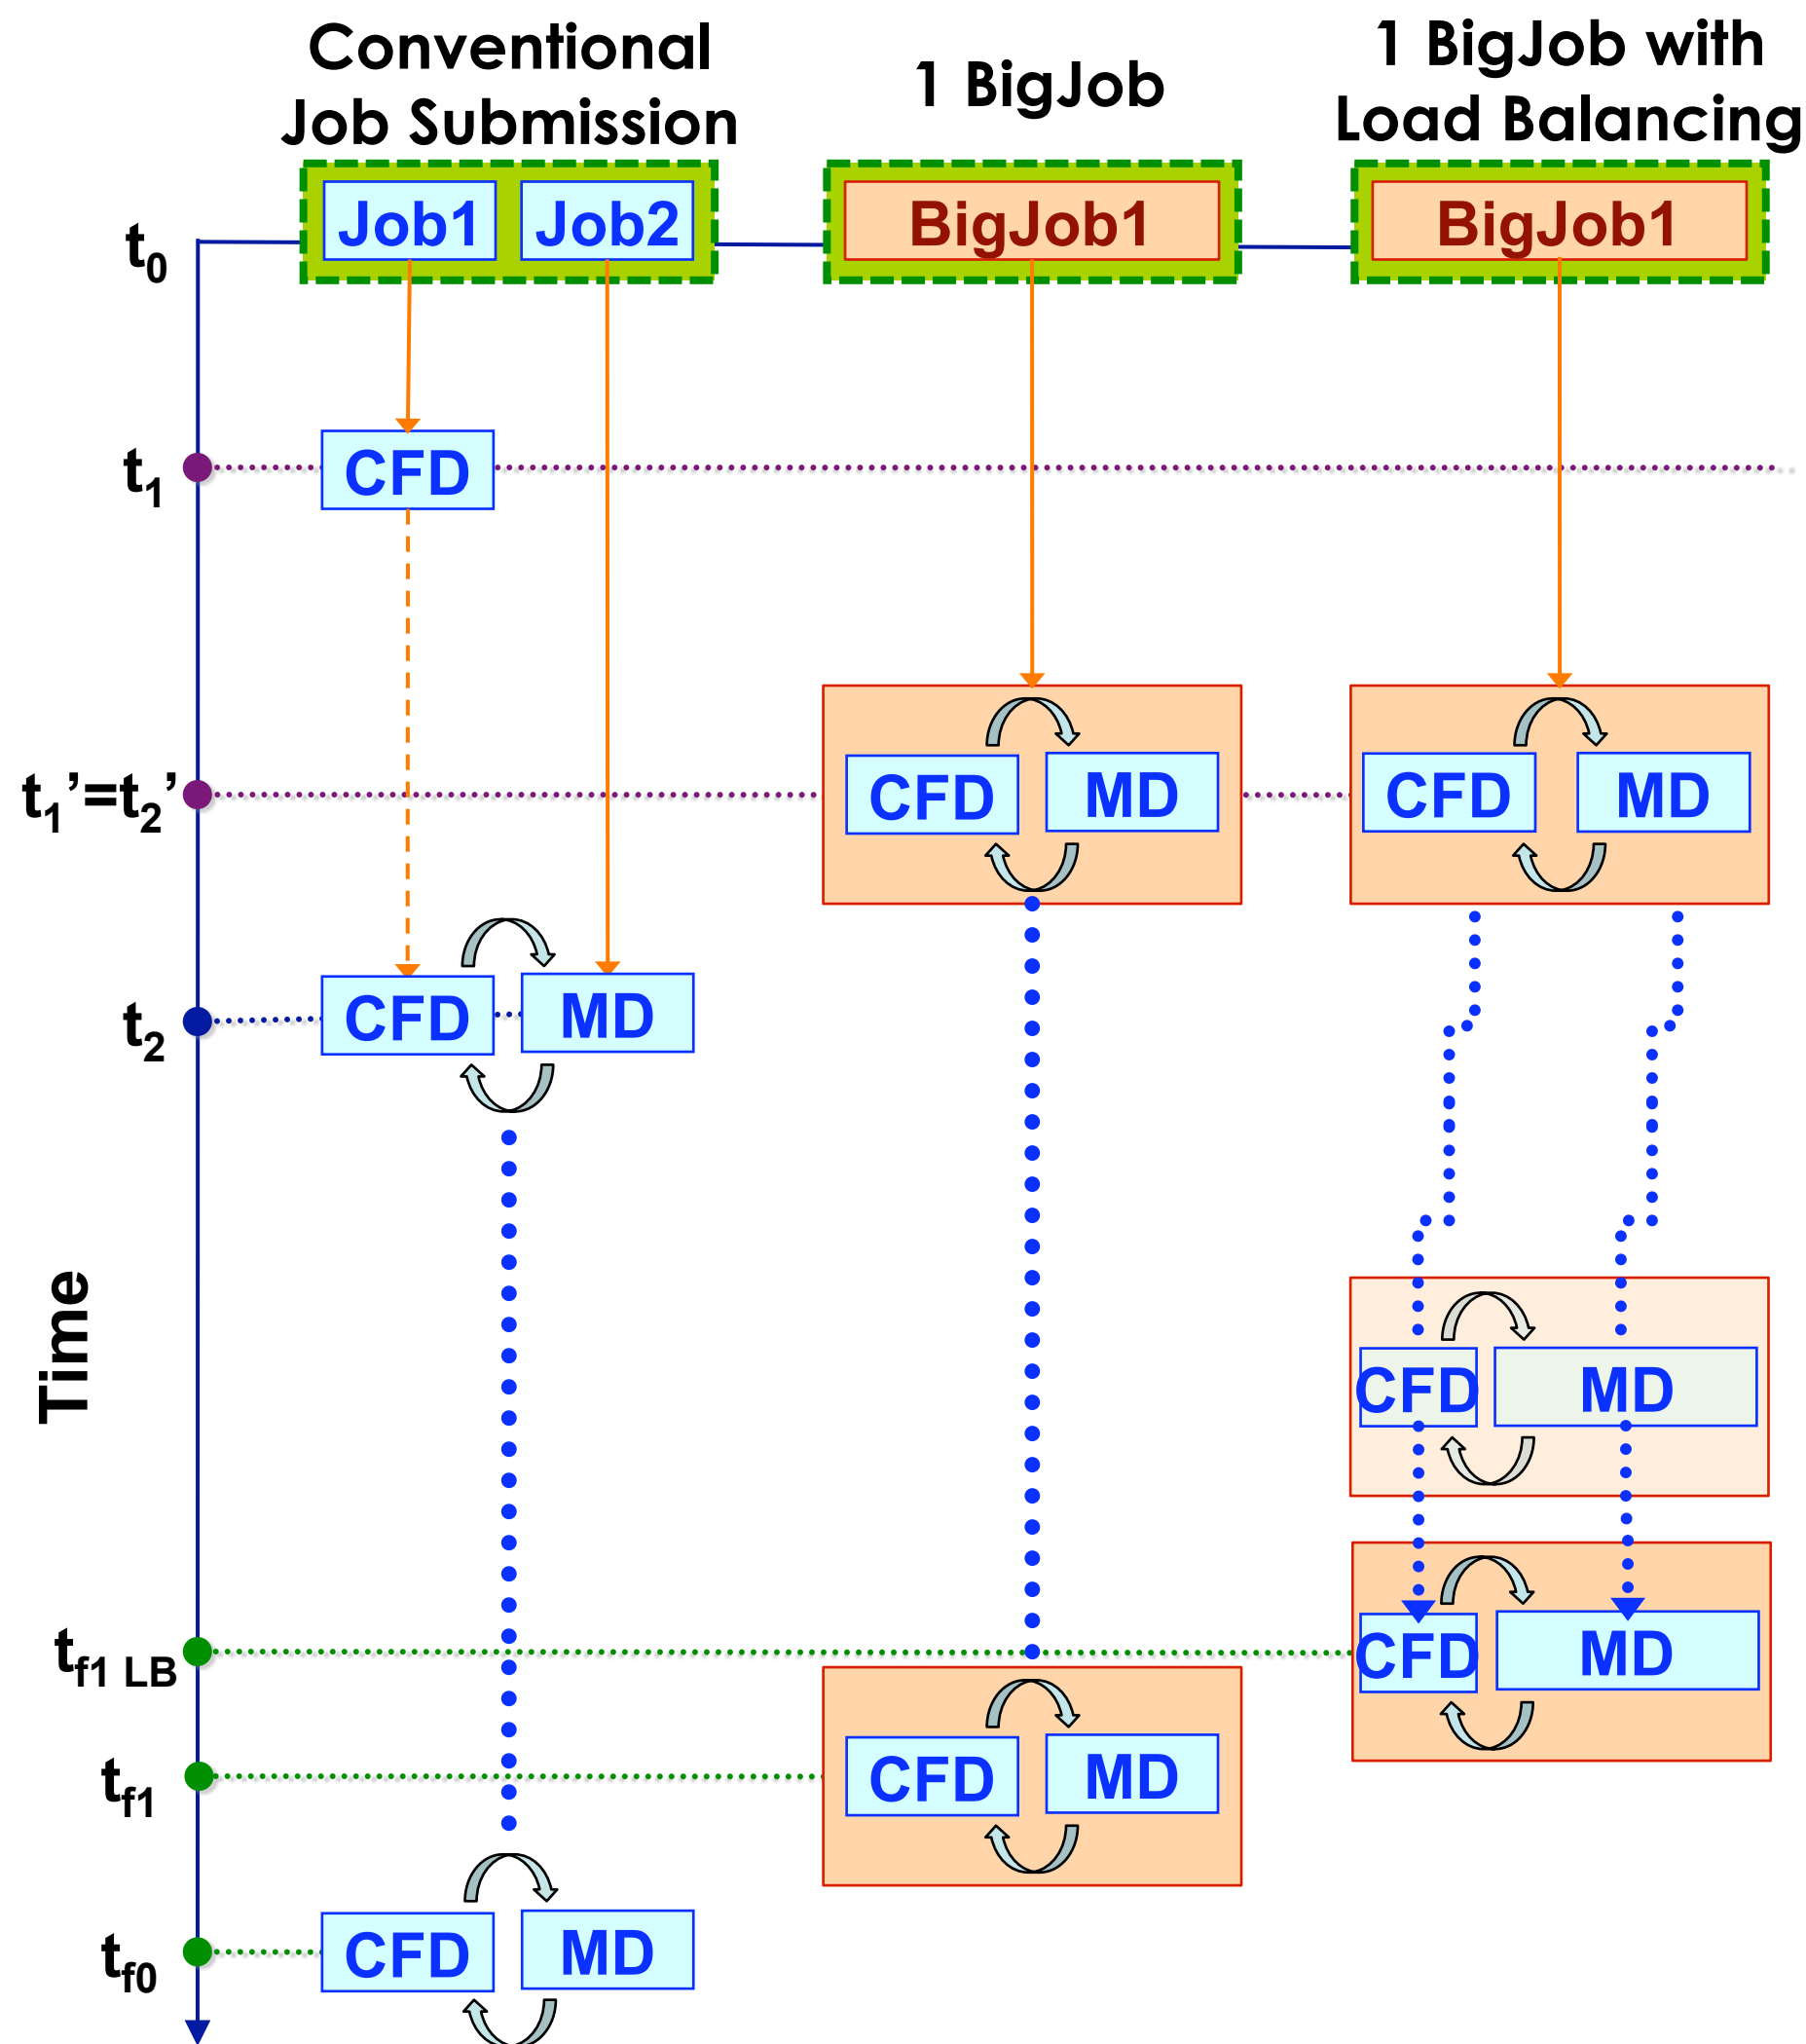 Conventional
Job Submission
1 BigJob
1 BigJob with
Load Balancing
t0
Job1
Job2
BigJob1
BigJob1
t1
CFD
t1’=t2’
CFD
MD
CFD
MD
t2
CFD
MD
Time
CFD
MD
tf1 LB
CFD
MD
tf1
CFD
MD
tf0
CFD
MD